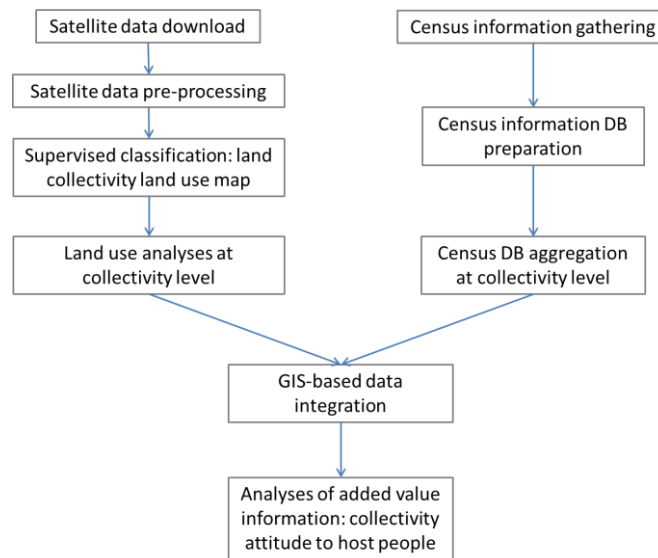 Satellite data download
Satellite data pre-processing
Supervised classification: land
collectivity land use map
Land use analyses at
collectivity level
Census information gathering
Census information DB
preparation
Census DB aggregation
at collectivity level
GIS-based data
integration
Analyses of added value
information: collectivity
attitude to host people